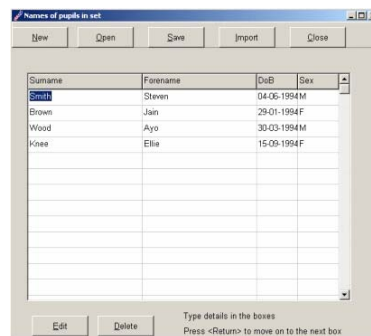 Names of pupils in set
New Open Save Import Close
Surname Forename DoB Sex
Smith Steven 04-06-1994 M
Brown Jain 29-01-1994 F
Wood Ayo 30-03-1994 M
Knee Ellie 15-09-1994 F
Edit Delete
Type details in the boxes
Press <Return> to move on to the next box